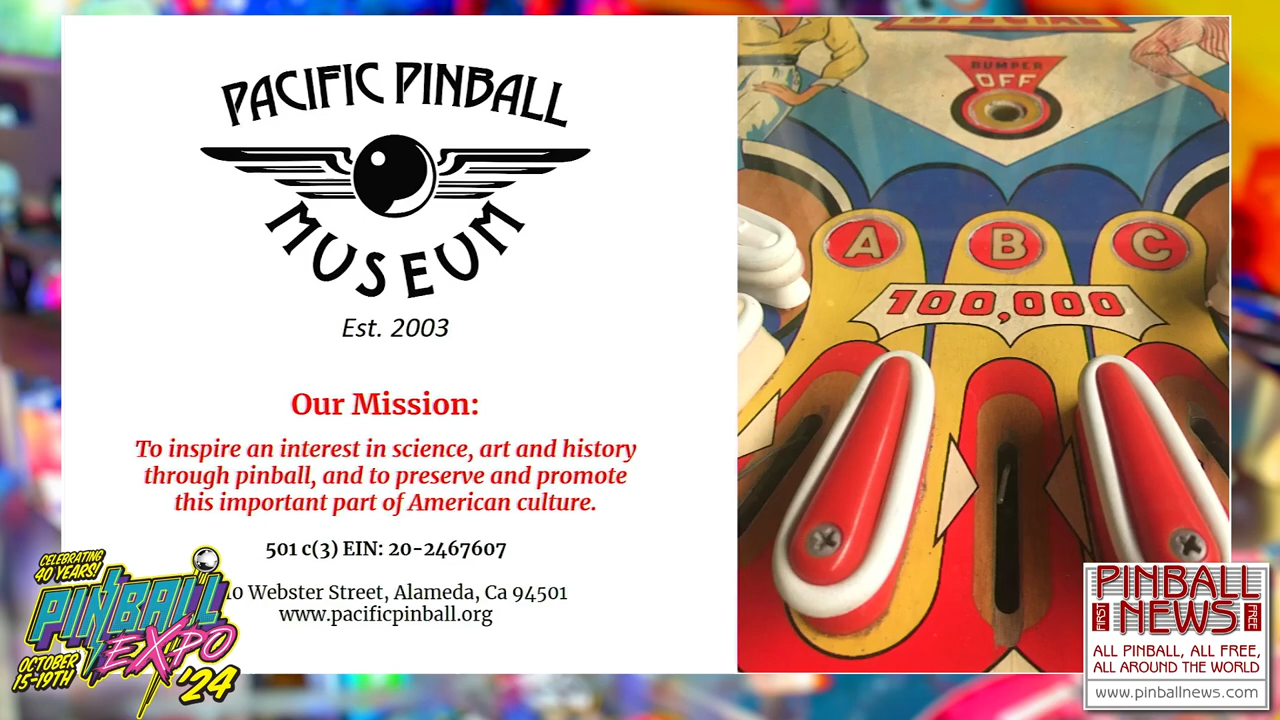 PACIFIC PINBALL
MUSEUM
Est. 2003
Our Mission:
To inspire an interest in science, art and history
through pinball, and to preserve and promote
this important part of American culture.
501 c(3) EIN: 20-2467607
Webster Street, Alameda, Ca 94501
www.pacificpinball.org
SPECIAL
BUMPER
OFF
A B C
100,000
CELEBRATING
40 YEARS!
PINBALL
EXPO
OCTOBER
15-19TH
'24
PINBALL
FIRST NEWS FREE
ALL PINBALL, ALL FREE,
ALL AROUND THE WORLD
www.pinballnews.com